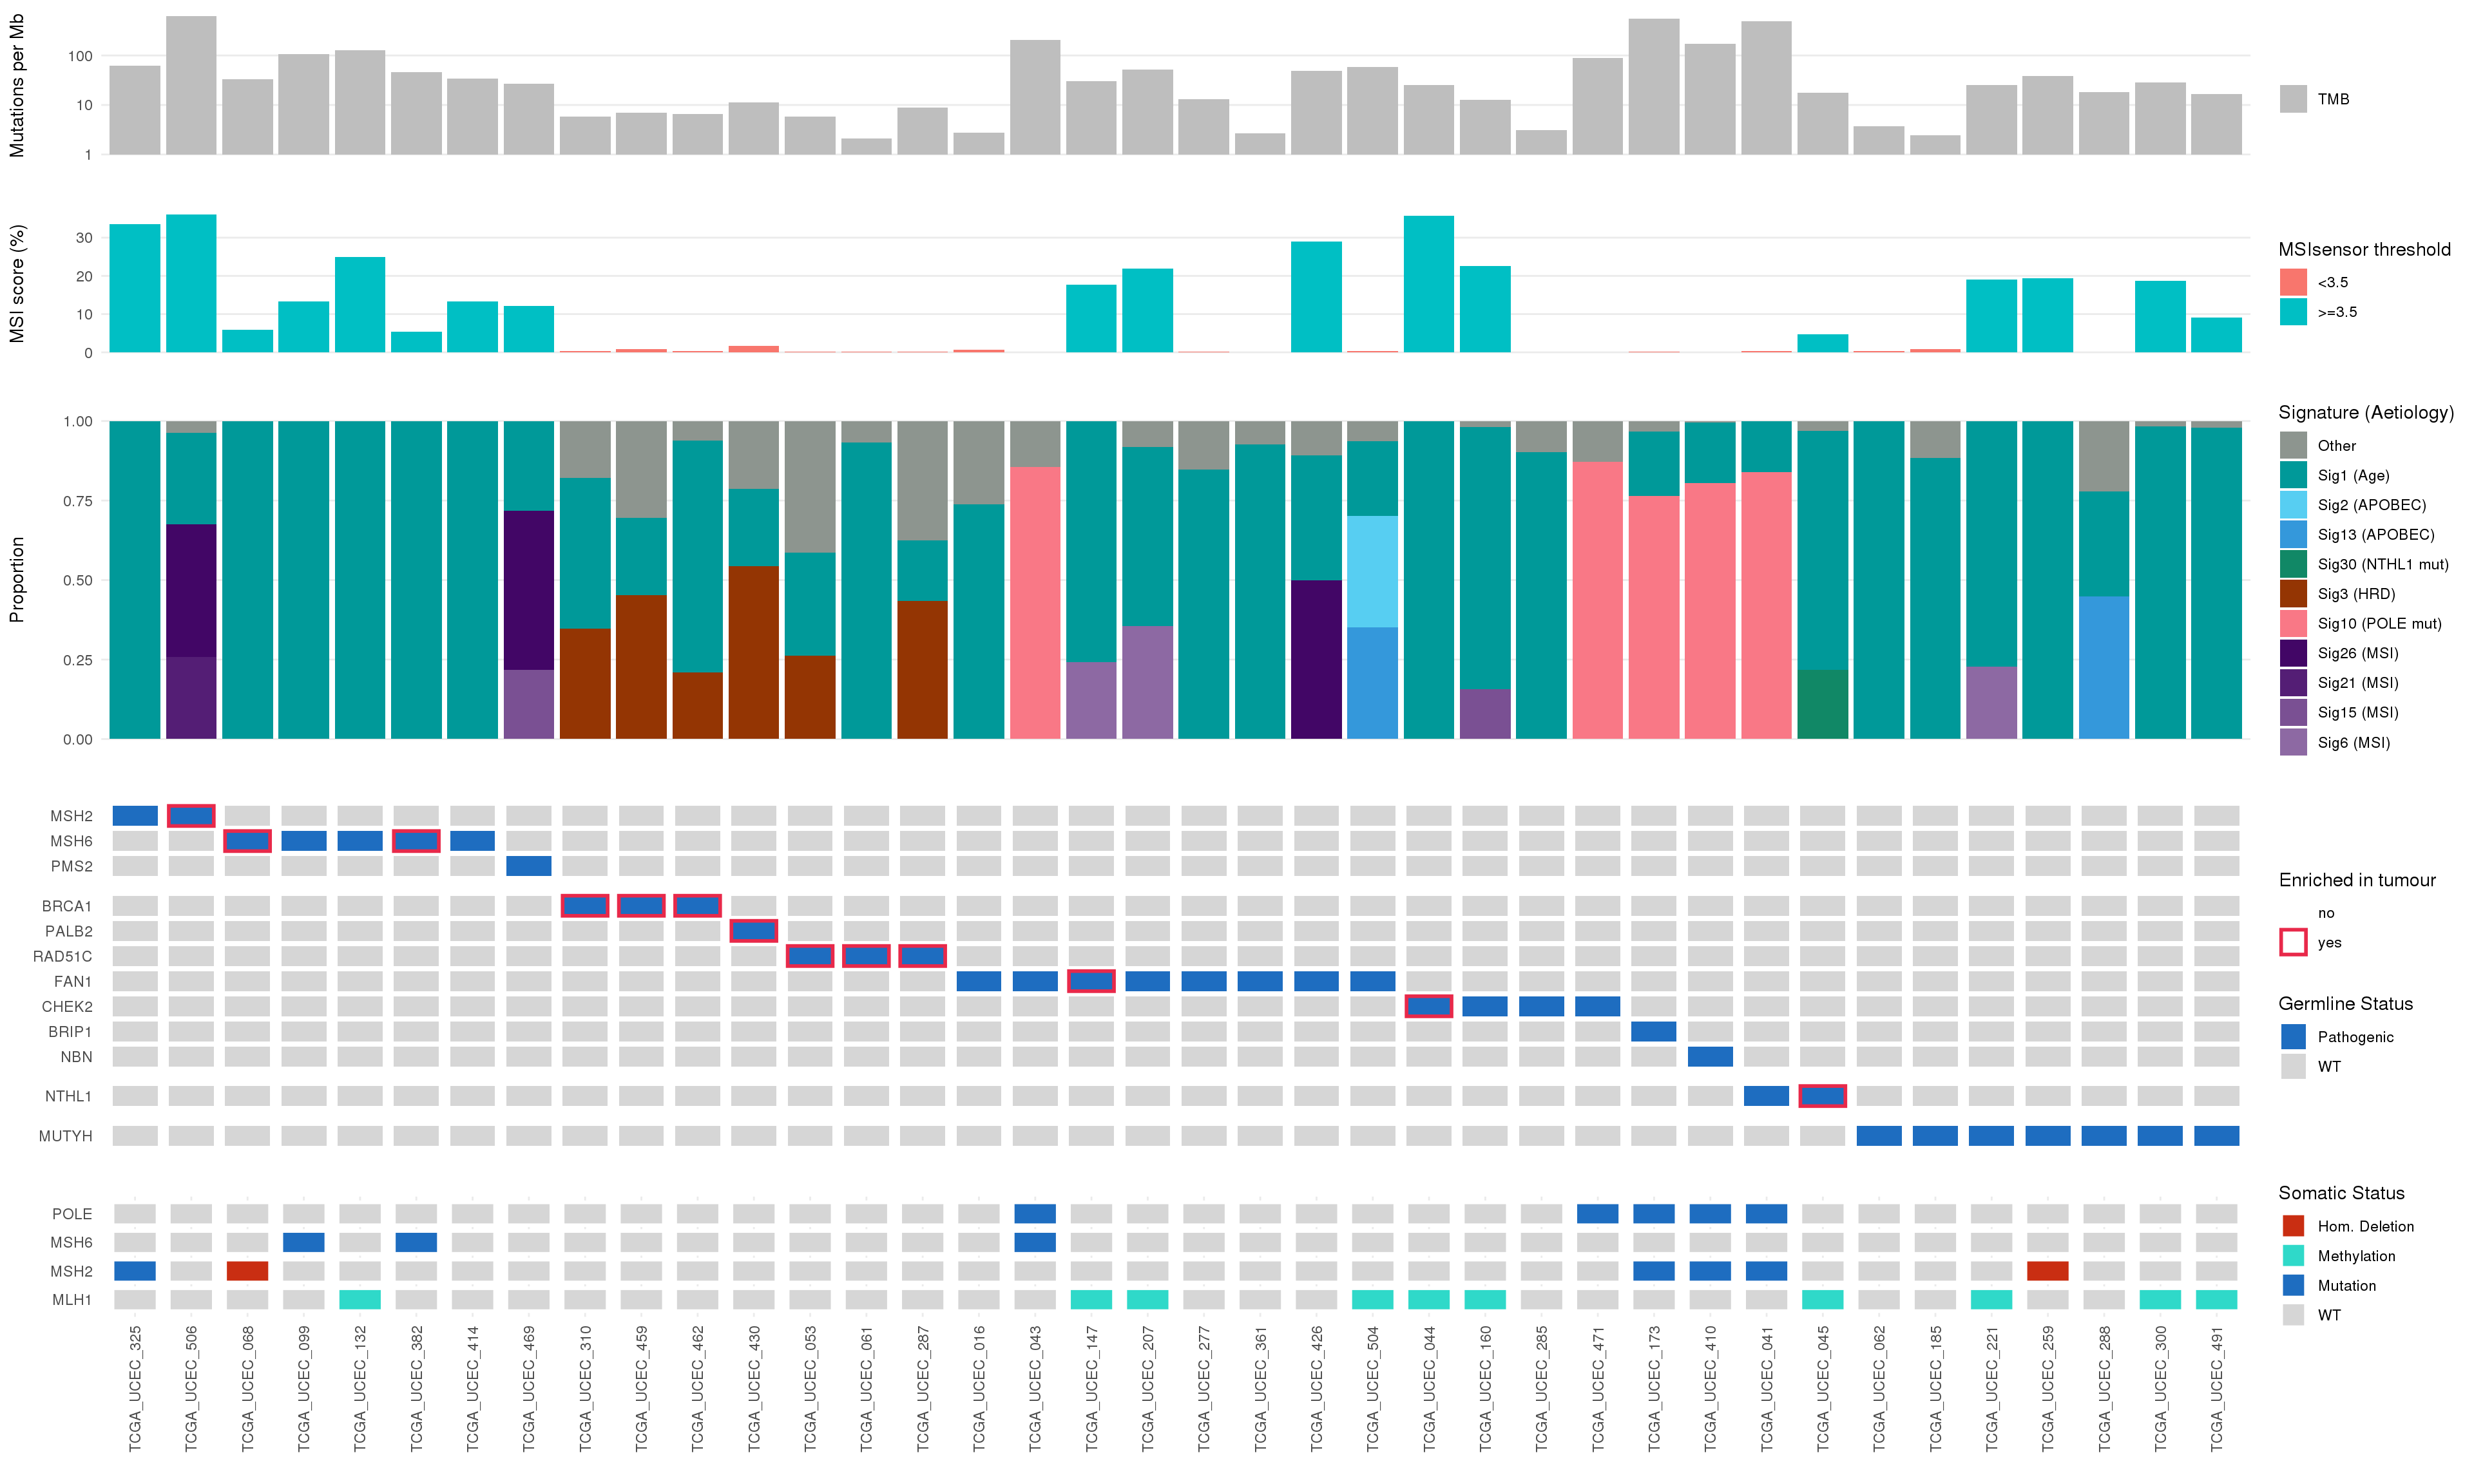 Mutations per Mb
100
10
1
TMB
MSI score (%)
30
20
10
0
MSIsensor threshold
<3.5
>=3.5
Proportion
1.00
0.75
0.50
0.25
0.00
Signature (Aetiology)
Other
Sig1 (Age)
Sig2 (APOBEC)
Sig13 (APOBEC)
Sig30 (NTHL1 mut)
Sig3 (HRD)
Sig10 (POLE mut)
Sig26 (MSI)
Sig21 (MSI)
Sig15 (MSI)
Sig6 (MSI)
MSH2
MSH6
PMS2
BRCA1
PALB2
RAD51C
FAN1
CHEK2
BRIP1
NBN
NTHL1
MUTYH
Enriched in tumour
no
yes
Germline Status
Pathogenic
WT
POLE
MSH6
MSH2
MLH1
Somatic Status
Hom. Deletion
Methylation
Mutation
WT
TCGA_UCEC_325
TCGA_UCEC_506
TCGA_UCEC_068
TCGA_UCEC_099
TCGA_UCEC_132
TCGA_UCEC_382
TCGA_UCEC_414
TCGA_UCEC_469
TCGA_UCEC_310
TCGA_UCEC_459
TCGA_UCEC_462
TCGA_UCEC_430
TCGA_UCEC_053
TCGA_UCEC_061
TCGA_UCEC_287
TCGA_UCEC_016
TCGA_UCEC_043
TCGA_UCEC_147
TCGA_UCEC_207
TCGA_UCEC_277
TCGA_UCEC_361
TCGA_UCEC_426
TCGA_UCEC_504
TCGA_UCEC_044
TCGA_UCEC_160
TCGA_UCEC_285
TCGA_UCEC_471
TCGA_UCEC_173
TCGA_UCEC_410
TCGA_UCEC_041
TCGA_UCEC_045
TCGA_UCEC_062
TCGA_UCEC_185
TCGA_UCEC_221
TCGA_UCEC_259
TCGA_UCEC_288
TCGA_UCEC_300
TCGA_UCEC_491